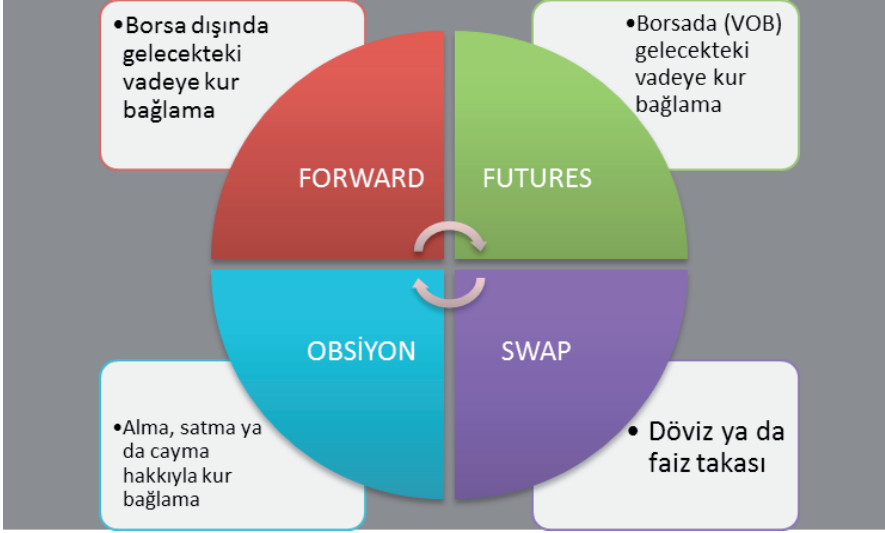 •Borsa dışında
gelecekteki
vadeye kur
bağlama
•Borsada (VOB)
gelecekteki
vadeye kur
bağlama
FORWARD
FUTURES
OBSİYON
SWAP
•Alma, satma ya
da cayma
hakkıyla kur
bağlama
• Döviz ya da
faiz takası